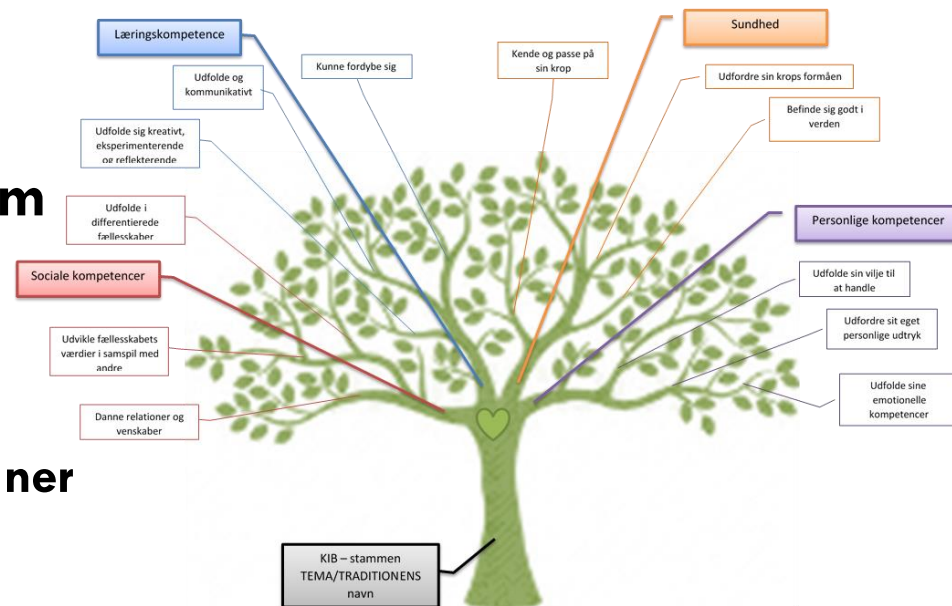 Læringskompetence
Sundhed
Kunne fordybe sig
Kende og passe på
sin krop
Udfolde og
kommunikativt
Udfordre sin krops formåen
Befinde sig godt i
verden
Udfolde sig kreativt,
eksperimenterende
og reflekterende
m
Udfolde i
differentierede
fællesskaber
Personlige kompetencer
Sociale kompetencer
Udfolde sin vilje til
at handle
Udvikle fællesskabets
værdier i samspil med
andre
Udfordre sit eget
personlige udtryk
Danne relationer og
venskaber
Udfolde sine
emotionelle
kompetencer
ner
KIB – stammen
TEMA/TRADITIONENS
navn